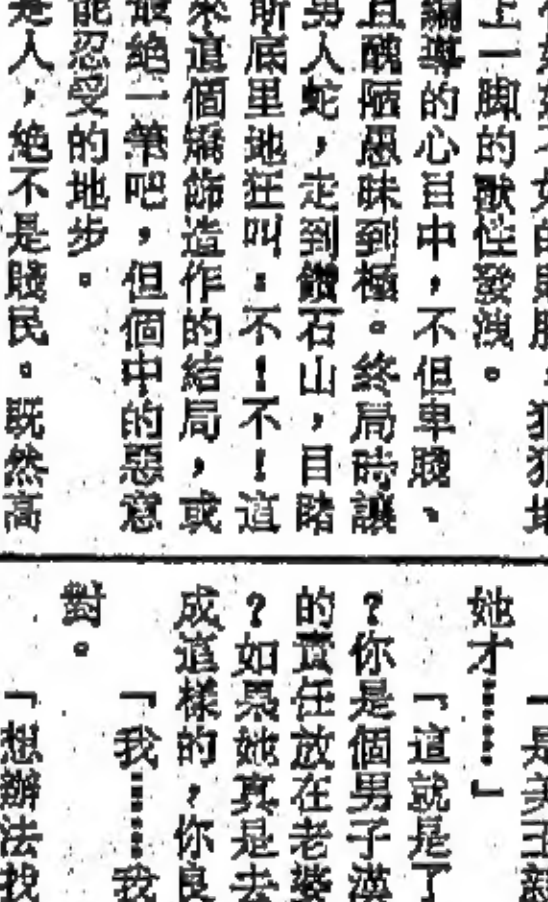 上一脚的獸性發洩。
編導的心目中，不但卑賤、
且醜陋愚昧到極。終局時讓
男人蛇，走到鑽石山，目睹
斯底里地狂叫：不！不！這
來這個矯飾造作的結局，或
最絕一筆吧，但個中的惡意
能忍受的地步。
是人，絶不是賤民。既然高
「是美玉
她才……」
「這就是了
？你是個男子漢
的責任放在老婆
？如果她真是去
成這樣的，你良
「我……我
對。
「想辦法找